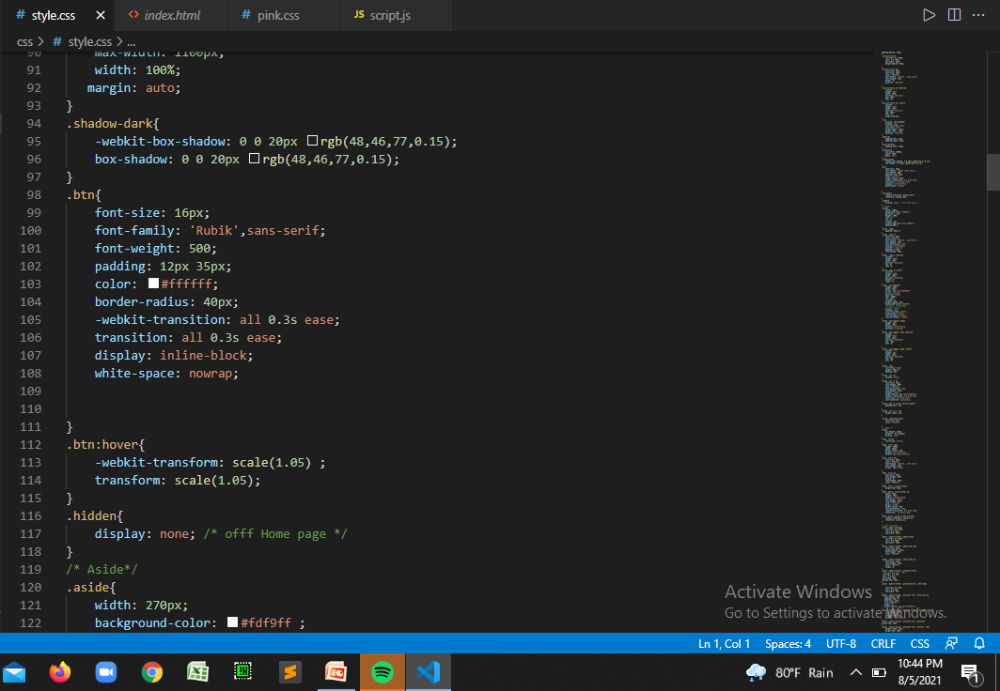 # style.css
<> index.html
# pink.css
JS script.js
css > # style.css > ...
90 max-width: 1100px;
91 width: 100%;
92 margin: auto;
93 }
94 .shadow-dark{
95 -webkit-box-shadow: 0 0 20px rgb(48,46,77,0.15);
96 box-shadow: 0 0 20px rgb(48,46,77,0.15);
97 }
98 .btn{
99 font-size: 16px;
100 font-family: 'Rubik',sans-serif;
101 font-weight: 500;
102 padding: 12px 35px;
103 color: #ffffff;
104 border-radius: 40px;
105 -webkit-transition: all 0.3s ease;
106 transition: all 0.3s ease;
107 display: inline-block;
108 white-space: nowrap;
109
110
111 }
112 .btn:hover{
113 -webkit-transform: scale(1.05) ;
114 transform: scale(1.05);
115 }
116 .hidden{
117 display: none; /* offf Home page */
118 }
119 /* Aside*/
120 .aside{
121 width: 270px;
122 background-color: #fdf9ff ;
Activate Windows
Go to Settings to activate Windows.
Ln 1, Col 1 Spaces: 4 UTF-8 CRLF CSS
80°F Rain
10:44 PM
8/5/2021
1